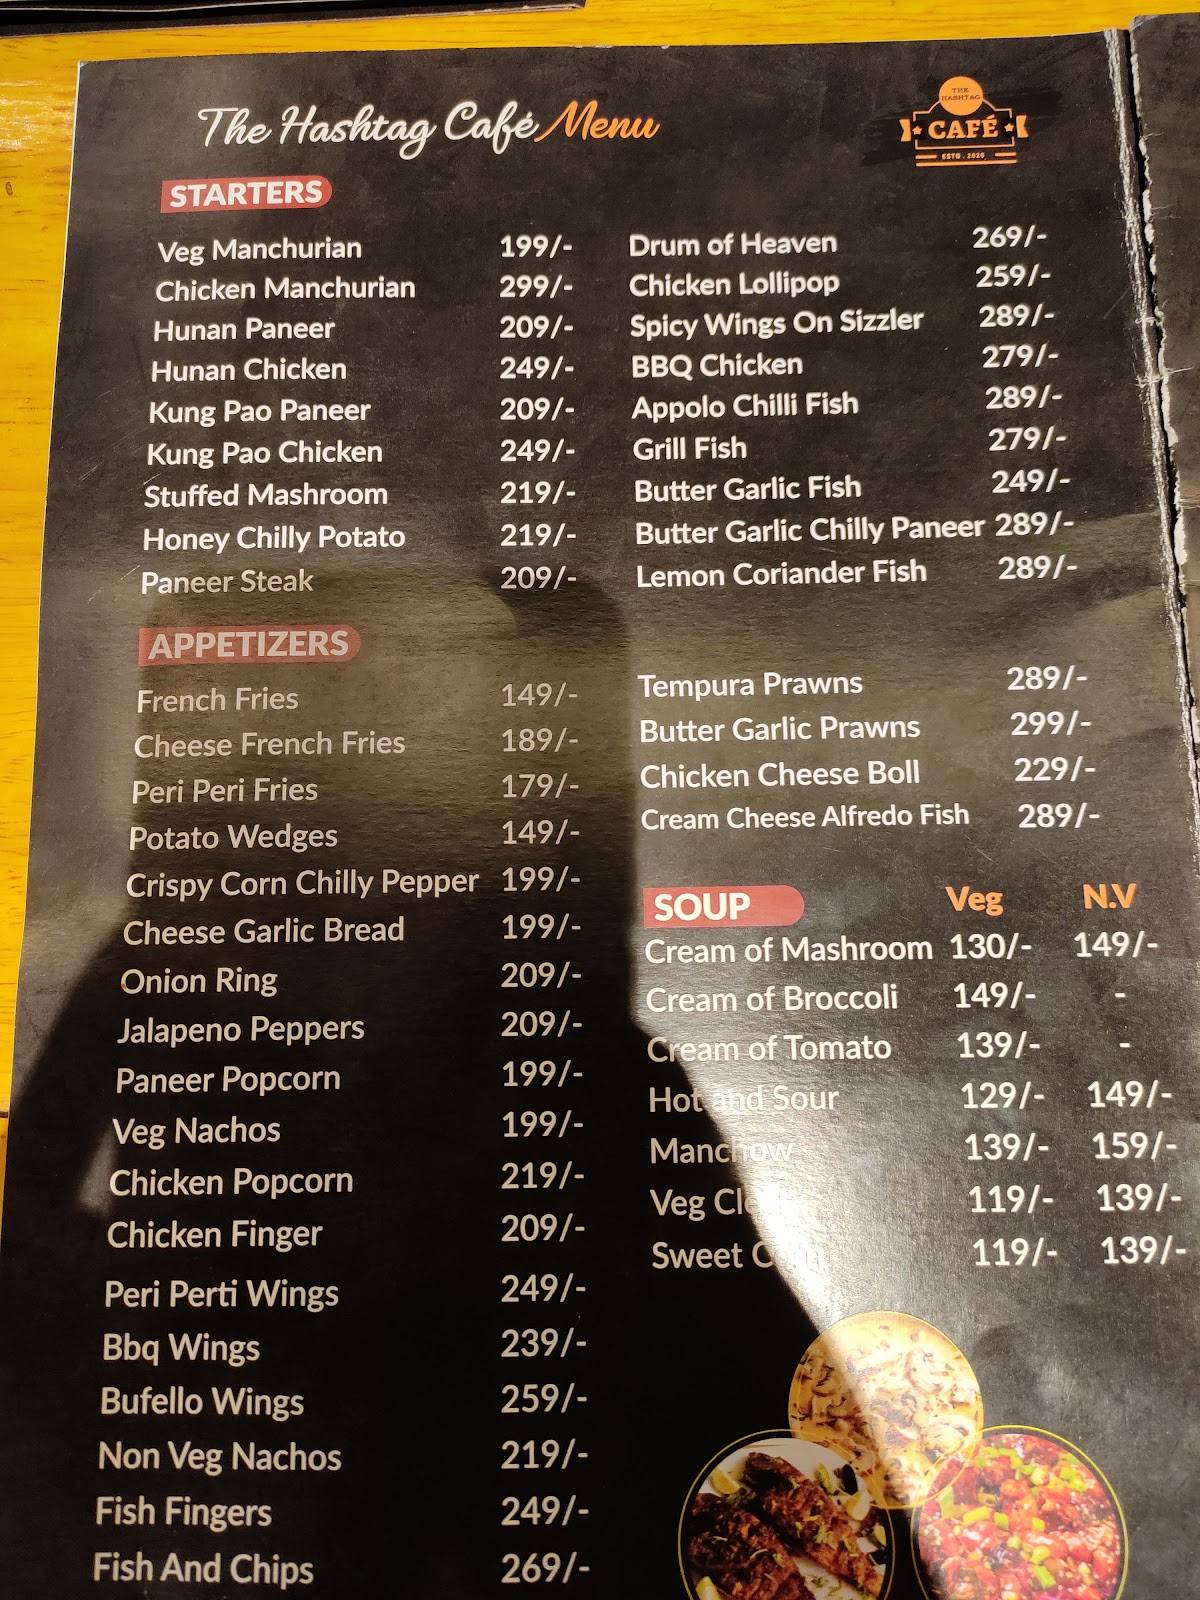 The Hashtag Café Menu
THE
HASHTAG
CAFÉ
STARTERS
Veg Manchurian 199/-
Chicken Manchurian 299/-
Hunan Paneer 209/-
Hunan Chicken 249/-
Kung Pao Paneer 209/-
Kung Pao Chicken 249/-
Stuffed Mashroom 219/-
Honey Chilly Potato 219/-
Paneer Steak 209/-
Drum of Heaven 269/-
Chicken Lollipop 259/-
Spicy Wings On Sizzler 289/-
BBQ Chicken 279/-
Appolo Chilli Fish 289/-
Grill Fish 279/-
Butter Garlic Fish 249/-
Butter Garlic Chilly Paneer 289/-
Lemon Coriander Fish 289/-
APPETIZERS
French Fries 149/-
Cheese French Fries 189/-
Peri Peri Fries 179/-
Potato Wedges 149/-
Crispy Corn Chilly Pepper 199/-
Cheese Garlic Bread 199/-
Onion Ring 209/-
Jalapeno Peppers 209/-
Paneer Popcorn 199/-
Veg Nachos 199/-
Chicken Popcorn 219/-
Chicken Finger 209/-
Peri Perti Wings 249/-
Bbq Wings 239/-
Bufello Wings 259/-
Non Veg Nachos 219/-
Fish Fingers 249/-
Fish And Chips 269/-
Tempura Prawns 289/-
Butter Garlic Prawns 299/-
Chicken Cheese Boll 229/-
Cream Cheese Alfredo Fish 289/-
SOUP Veg N.V
Cream of Mashroom 130/- 149/-
Cream of Broccoli 149/- -
Cream of Tomato 139/- -
Hot and Sour 129/- 149/-
Manchow 139/- 159/-
Veg 119/- 139/-
Sweet 119/- 139/-